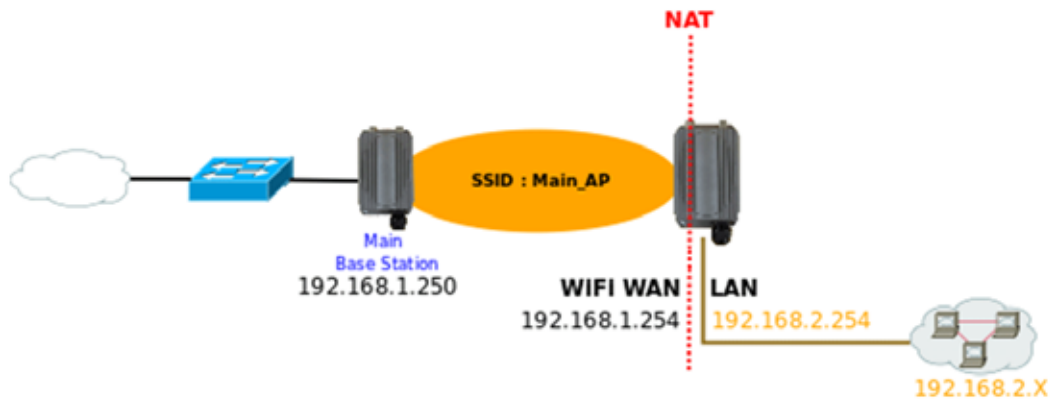 NAT
SSID : Main_AP
Main
Base Station
192.168.1.250
WIFI WAN
LAN
192.168.1.254
192.168.2.254
192.168.2.X